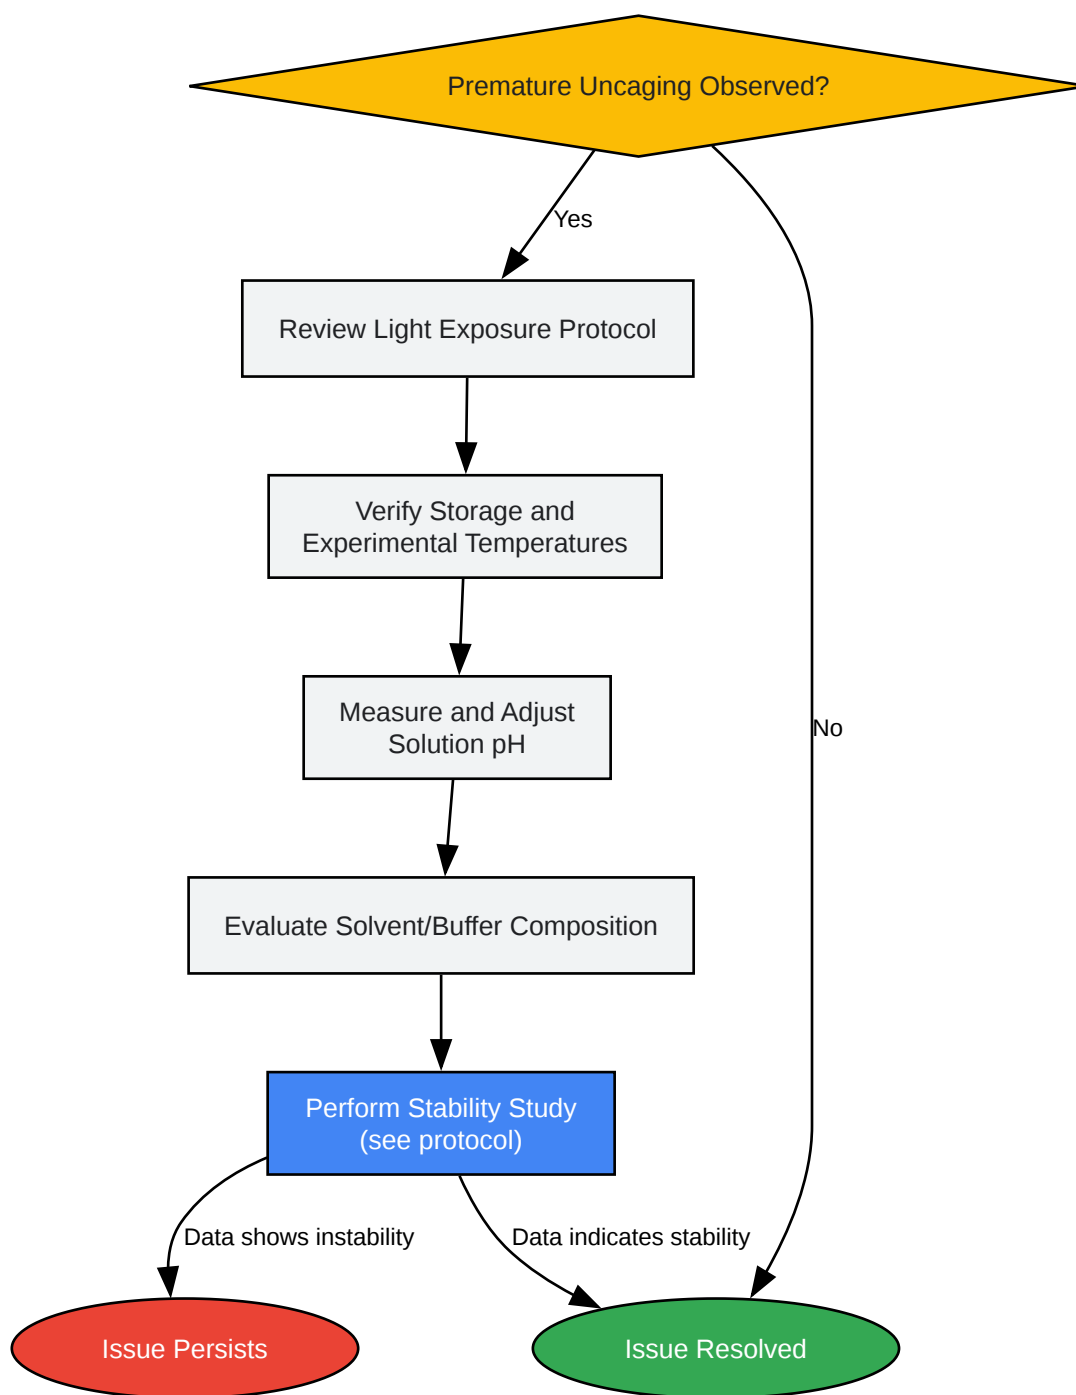 Premature Uncaging Observed?
Yes
Review Light Exposure Protocol
Verify Storage and
Experimental Temperatures
Measure and Adjust
Solution pH
No
Evaluate Solvent/Buffer Composition
Perform Stability Study
(see protocol)
Data shows instability
Data indicates stability
Issue Persists
Issue Resolved